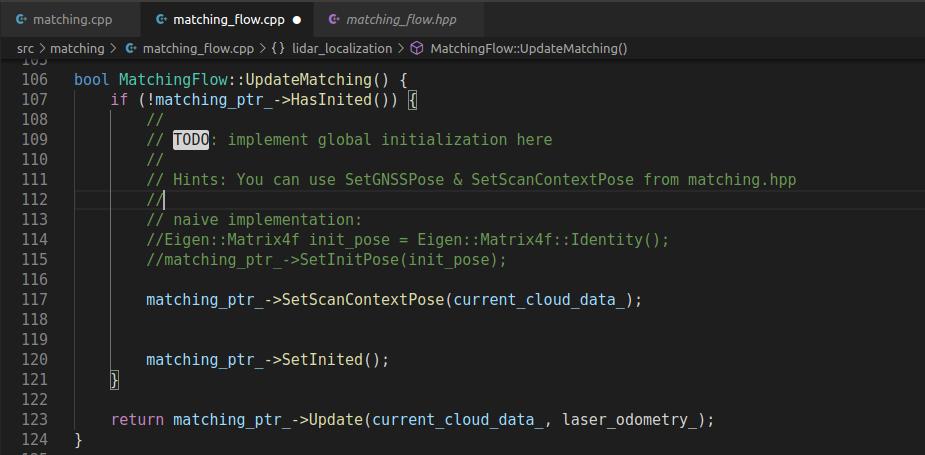 matching.cpp matching_flow.cpp ● matching_flow.hpp
src > matching > matching_flow.cpp > {} lidar_localization > MatchingFlow::UpdateMatching()
105
106 bool MatchingFlow::UpdateMatching() {
107 if (!matching_ptr_->HasInited()) {
108 //
109 // TODO: implement global initialization here
110 //
111 // Hints: You can use SetGNSSPose & SetScanContextPose from matching.hpp
112 //
113 // naive implementation:
114 //Eigen::Matrix4f init_pose = Eigen::Matrix4f::Identity();
115 //matching_ptr_->SetInitPose(init_pose);
116
117 matching_ptr_->SetScanContextPose(current_cloud_data_);
118
119
120 matching_ptr_->SetInited();
121 }
122
123 return matching_ptr_->Update(current_cloud_data_, laser_odometry_);
124 }
125